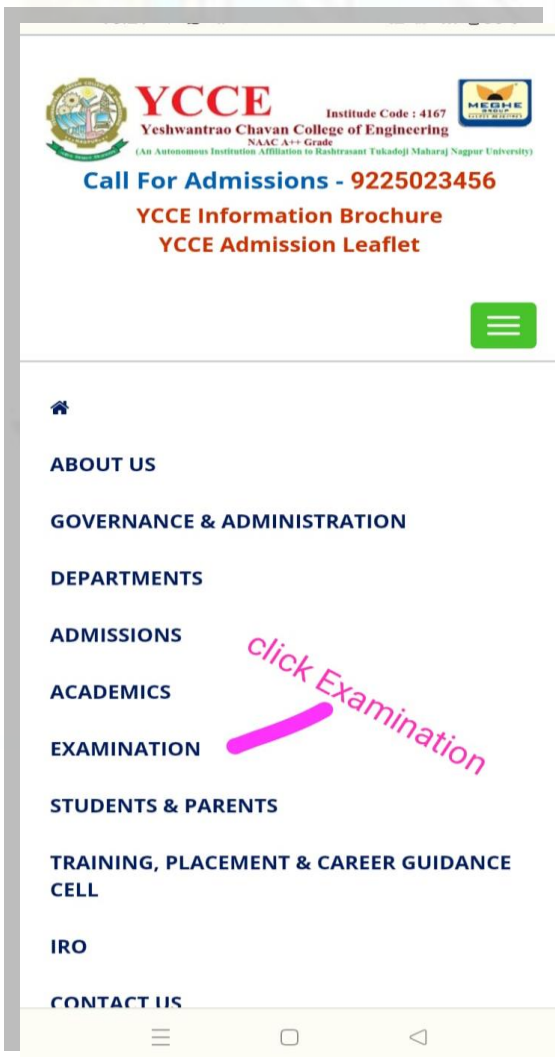 YCCE
Institude Code : 4167
Yeshwantrao Chavan College of Engineering
NAAC A++ Grade
(An Autonomous Institution Affiliation to Rashtrasant Tukadoji Maharaj Nagpur University)
MEGHE
GROUP
Call For Admissions - 9225023456
YCCE Information Brochure
YCCE Admission Leaflet
ABOUT US
GOVERNANCE & ADMINISTRATION
DEPARTMENTS
ADMISSIONS
click Examination
ACADEMICS
EXAMINATION
STUDENTS & PARENTS
TRAINING, PLACEMENT & CAREER GUIDANCE
CELL
IRO
CONTACT US